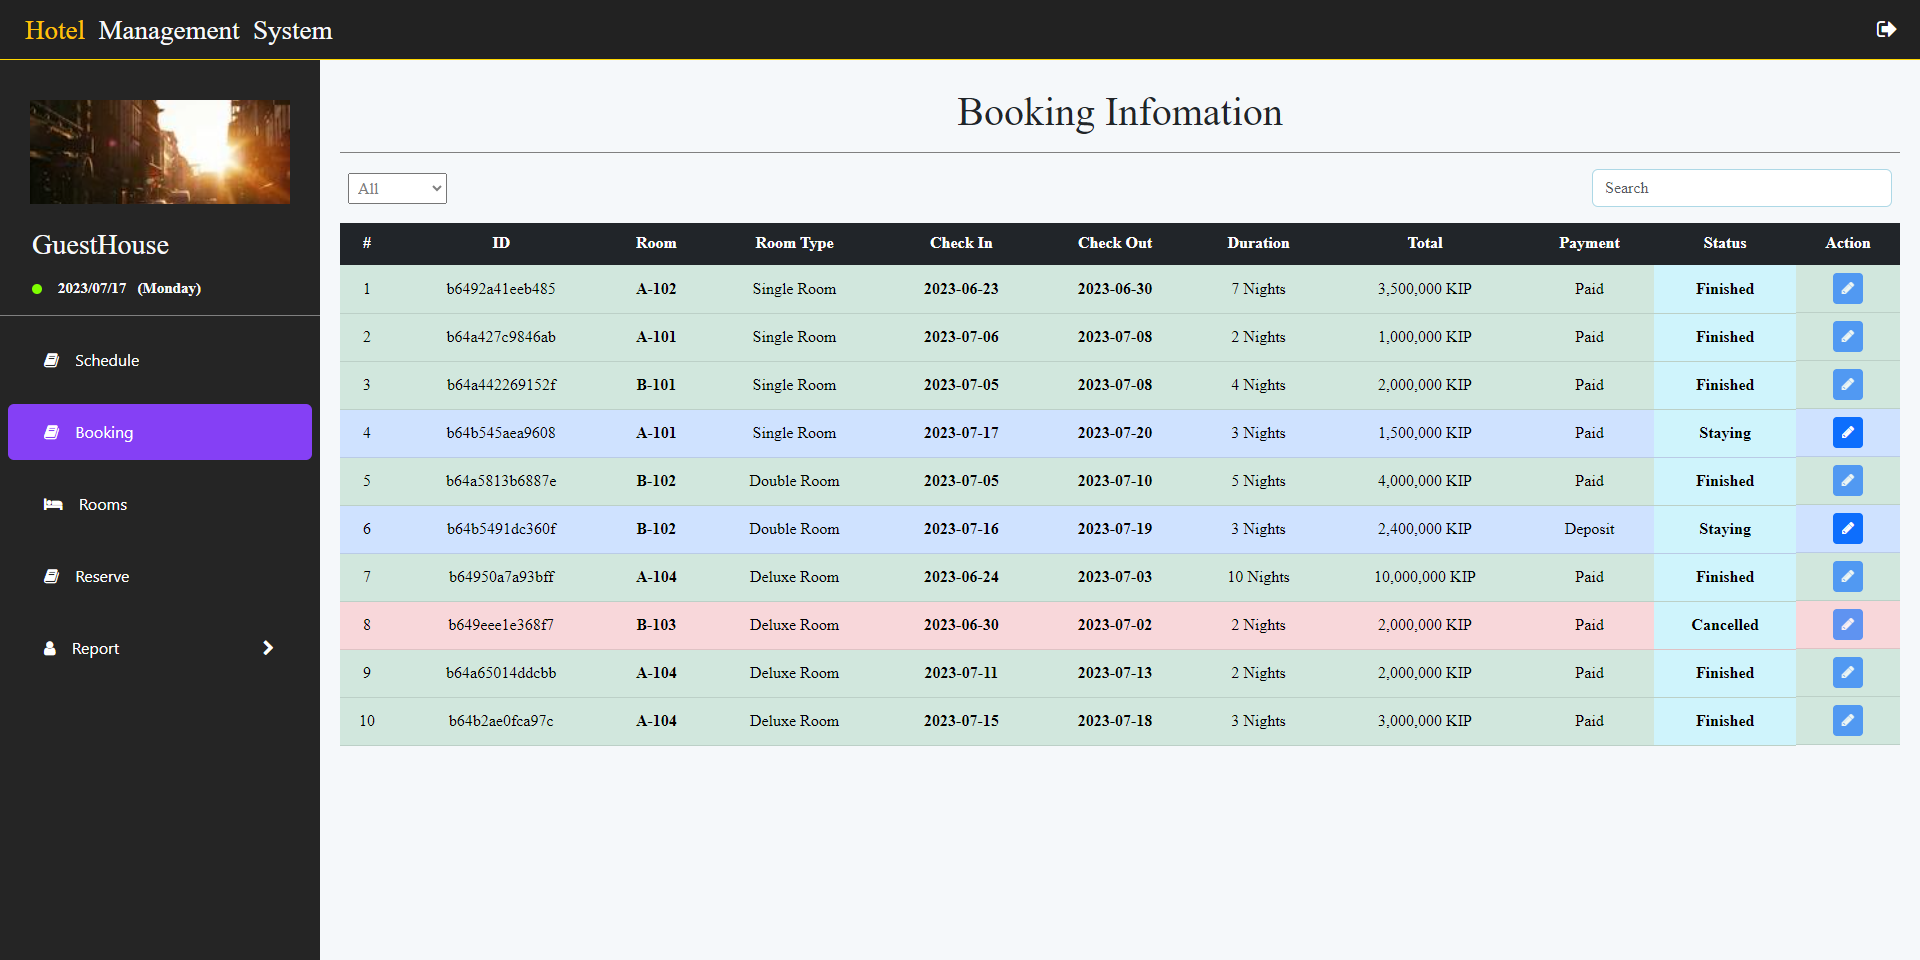 Hotel Management System
GuestHouse
2023/07/17 (Monday)
Schedule
Booking
Rooms
Reserve
Report
Booking Infomation
All
Search
# ID Room Room Type Check In Check Out Duration Total Payment Status Action
1 b6492a41eeb485 A-102 Single Room 2023-06-23 2023-06-30 7 Nights 3,500,000 KIP Paid Finished
2 b64a427c9846ab A-101 Single Room 2023-07-06 2023-07-08 2 Nights 1,000,000 KIP Paid Finished
3 b64a442269152f B-101 Single Room 2023-07-05 2023-07-08 4 Nights 2,000,000 KIP Paid Finished
4 b64b545aea9608 A-101 Single Room 2023-07-17 2023-07-20 3 Nights 1,500,000 KIP Paid Staying
5 b64a5813b6887e B-102 Double Room 2023-07-05 2023-07-10 5 Nights 4,000,000 KIP Paid Finished
6 b64b5491dc360f B-102 Double Room 2023-07-16 2023-07-19 3 Nights 2,400,000 KIP Deposit Staying
7 b64950a7a93bff A-104 Deluxe Room 2023-06-24 2023-07-03 10 Nights 10,000,000 KIP Paid Finished
8 b649eee1e368f7 B-103 Deluxe Room 2023-06-30 2023-07-02 2 Nights 2,000,000 KIP Paid Cancelled
9 b64a65014ddcbb A-104 Deluxe Room 2023-07-11 2023-07-13 2 Nights 2,000,000 KIP Paid Finished
10 b64b2ae0fca97c A-104 Deluxe Room 2023-07-15 2023-07-18 3 Nights 3,000,000 KIP Paid Finished